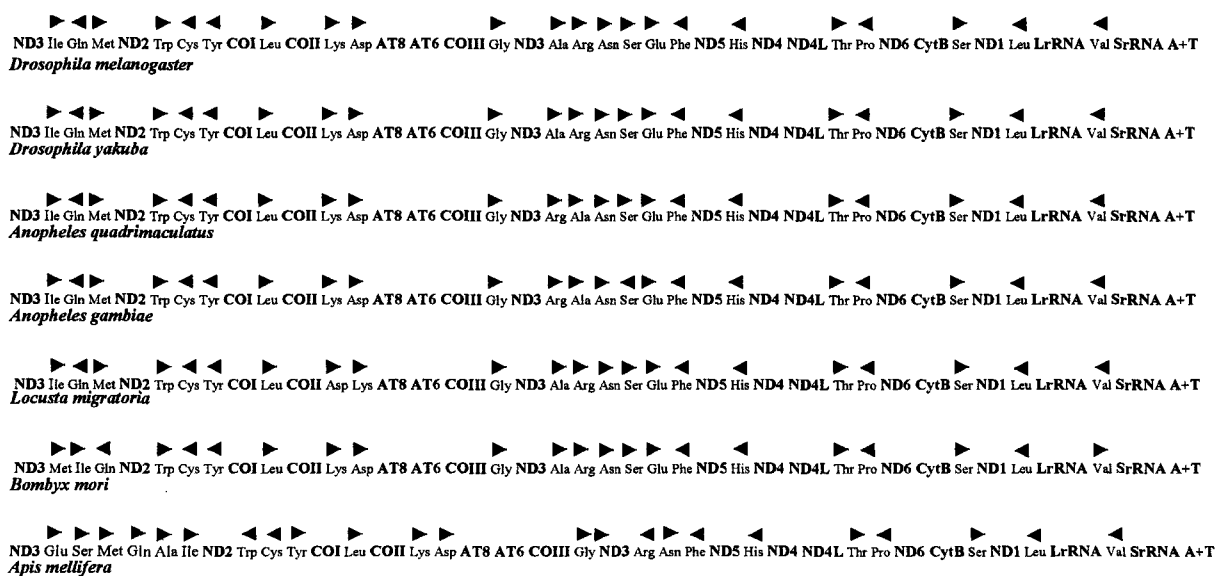 ND3 Ile Gln Met ND2 Trp Cys Tyr COI Leu COII Lys Asp AT8 AT6 COIII Gly ND3 Ala Arg Asn Ser Glu Phe ND5 His ND4 ND4L Thr Pro ND6 CytB Ser ND1 Leu LrRNA Val SrRNA A+T
Drosophila melanogaster
ND3 Ile Gln Met ND2 Trp Cys Tyr COI Leu COII Lys Asp AT8 AT6 COIII Gly ND3 Ala Arg Asn Ser Glu Phe ND5 His ND4 ND4L Thr Pro ND6 CytB Ser ND1 Leu LrRNA Val SrRNA A+T
Drosophila yakuba
ND3 Ile Gln Met ND2 Trp Cys Tyr COI Leu COII Lys Asp AT8 AT6 COIII Gly ND3 Arg Ala Asn Ser Glu Phe ND5 His ND4 ND4L Thr Pro ND6 CytB Ser ND1 Leu LrRNA Val SrRNA A+T
Anopheles quadrimaculatus
ND3 Ile Gln Met ND2 Trp Cys Tyr COI Leu COII Lys Asp AT8 AT6 COIII Gly ND3 Arg Ala Asn Ser Glu Phe ND5 His ND4 ND4L Thr Pro ND6 CytB Ser ND1 Leu LrRNA Val SrRNA A+T
Anopheles gambiae
ND3 Ile Gln Met ND2 Trp Cys Tyr COI Leu COII Asp Lys AT8 AT6 COIII Gly ND3 Ala Arg Asn Ser Glu Phe ND5 His ND4 ND4L Thr Pro ND6 CytB Ser ND1 Leu LrRNA Val SrRNA A+T
Locusta migratoria
ND3 Met Ile Gln ND2 Trp Cys Tyr COI Leu COII Lys Asp AT8 AT6 COIII Gly ND3 Ala Arg Asn Ser Glu Phe ND5 His ND4 ND4L Thr Pro ND6 CytB Ser ND1 Leu LrRNA Val SrRNA A+T
Bombyx mori
ND3 Glu Ser Met Gln Ala Ile ND2 Trp Cys Tyr COI Leu COII Lys Asp AT8 AT6 COIII Gly ND3 Arg Asn Phe ND5 His ND4 ND4L Thr Pro ND6 CytB Ser ND1 Leu LrRNA Val SrRNA A+T
Apis mellifera